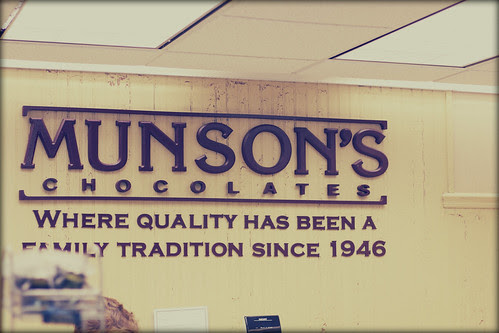 MUNSON'S
CHOCOLATES
WHERE QUALITY HAS BEEN A
FAMILY TRADITION SINCE 1946